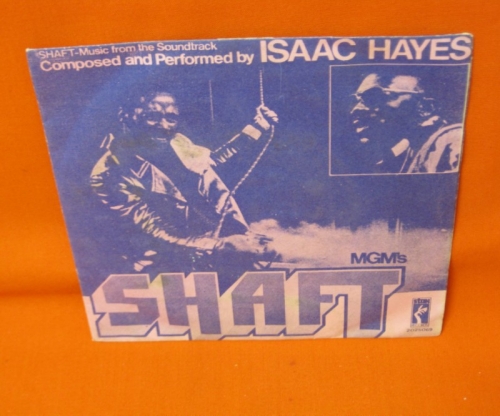 SHAFT-Music from the Soundtrack
Composed and Performed by ISAAC HAYES
MGM's
SHAFT